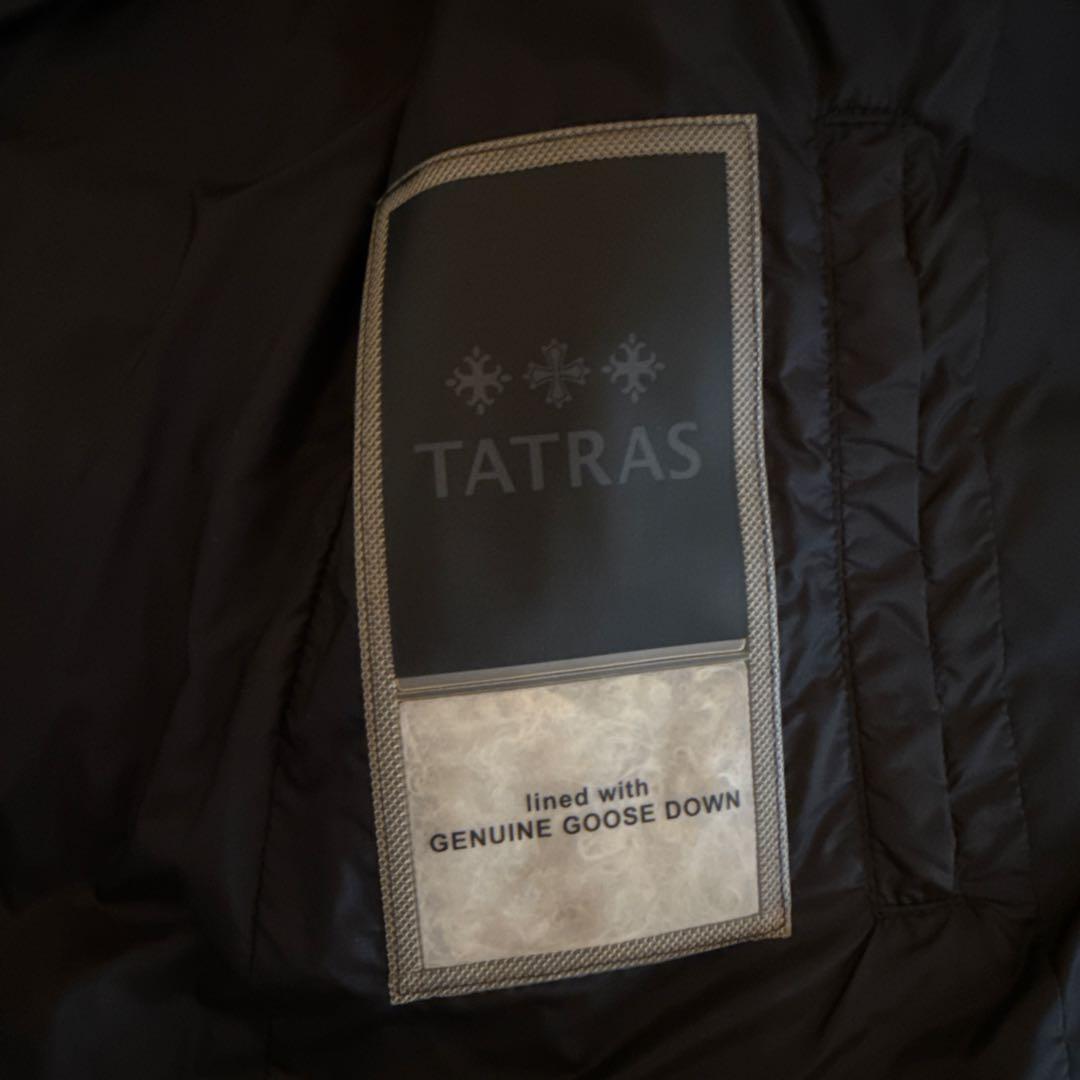 TATRAS
lined with
GENUINE GOOSE DOWN